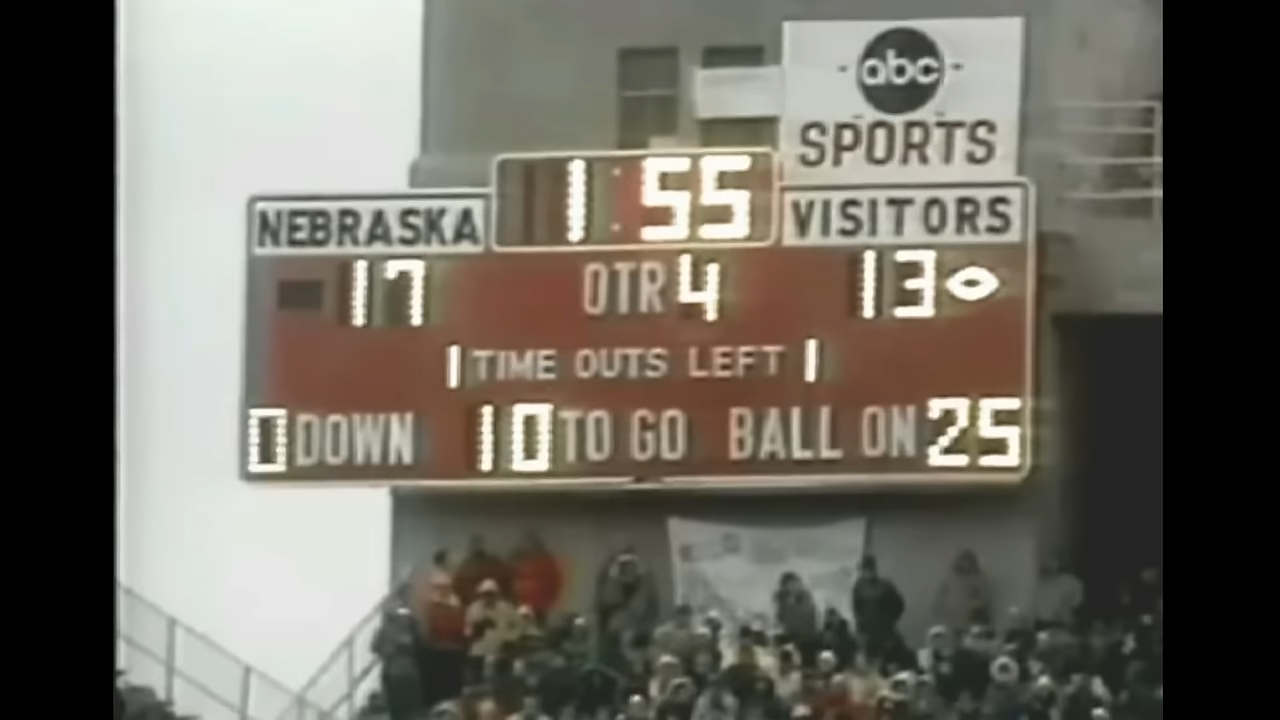 abc
SPORTS
1:55
NEBRASKA
VISITORS
17 QTR 4 13
1 TIME OUTS LEFT 1
0 DOWN 10 TO GO BALL ON 25